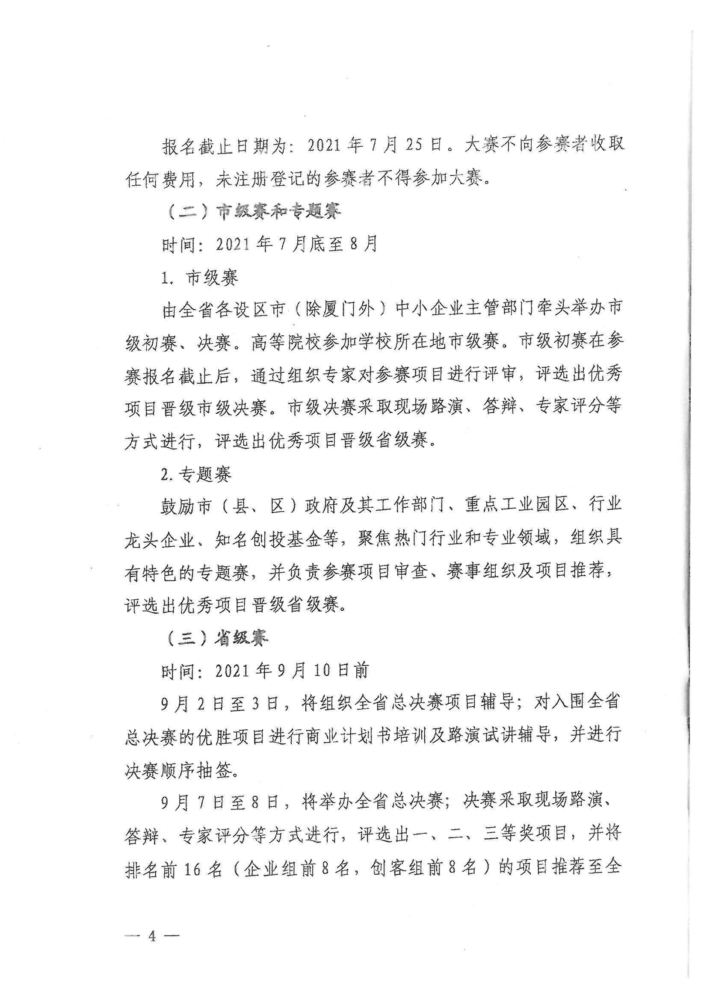 报名截止日期为：2021年7月25日。大赛不向参赛者收取
任何费用，未注册登记的参赛者不得参加大赛。
（二）市级赛和专题赛
时间：2021年7月底至8月
1. 市级赛
由全省各设区市（除厦门外）中小企业主管部门牵头举办市
级初赛、决赛。高等院校参加学校所在地市级赛。市级初赛在参
赛报名截止后，通过组织专家对参赛项目进行评审，评选出优秀
项目晋级市级决赛。市级决赛采取现场路演、答辩、专家评分等
方式进行，评选出优秀项目晋级省级赛。
2. 专题赛
鼓励市（县、区）政府及其工作部门、重点工业园区、行业
龙头企业、知名创投基金等，聚焦热门行业和专业领域，组织具
有特色的专题赛，并负责参赛项目审查、赛事组织及项目推荐，
评选出优秀项目晋级省级赛。
（三）省级赛
时间：2021年9月10日前
9月2日至3日，将组织全省总决赛项目辅导；对入围全省
总决赛的优胜项目进行商业计划书培训及路演试讲辅导，并进行
决赛顺序抽签。
9月7日至8日，将举办全省总决赛；决赛采取现场路演、
答辩、专家评分等方式进行，评选出一、二、三等奖项目，并将
排名前16名（企业组前8名，创客组前8名）的项目推荐至全
— 4 —